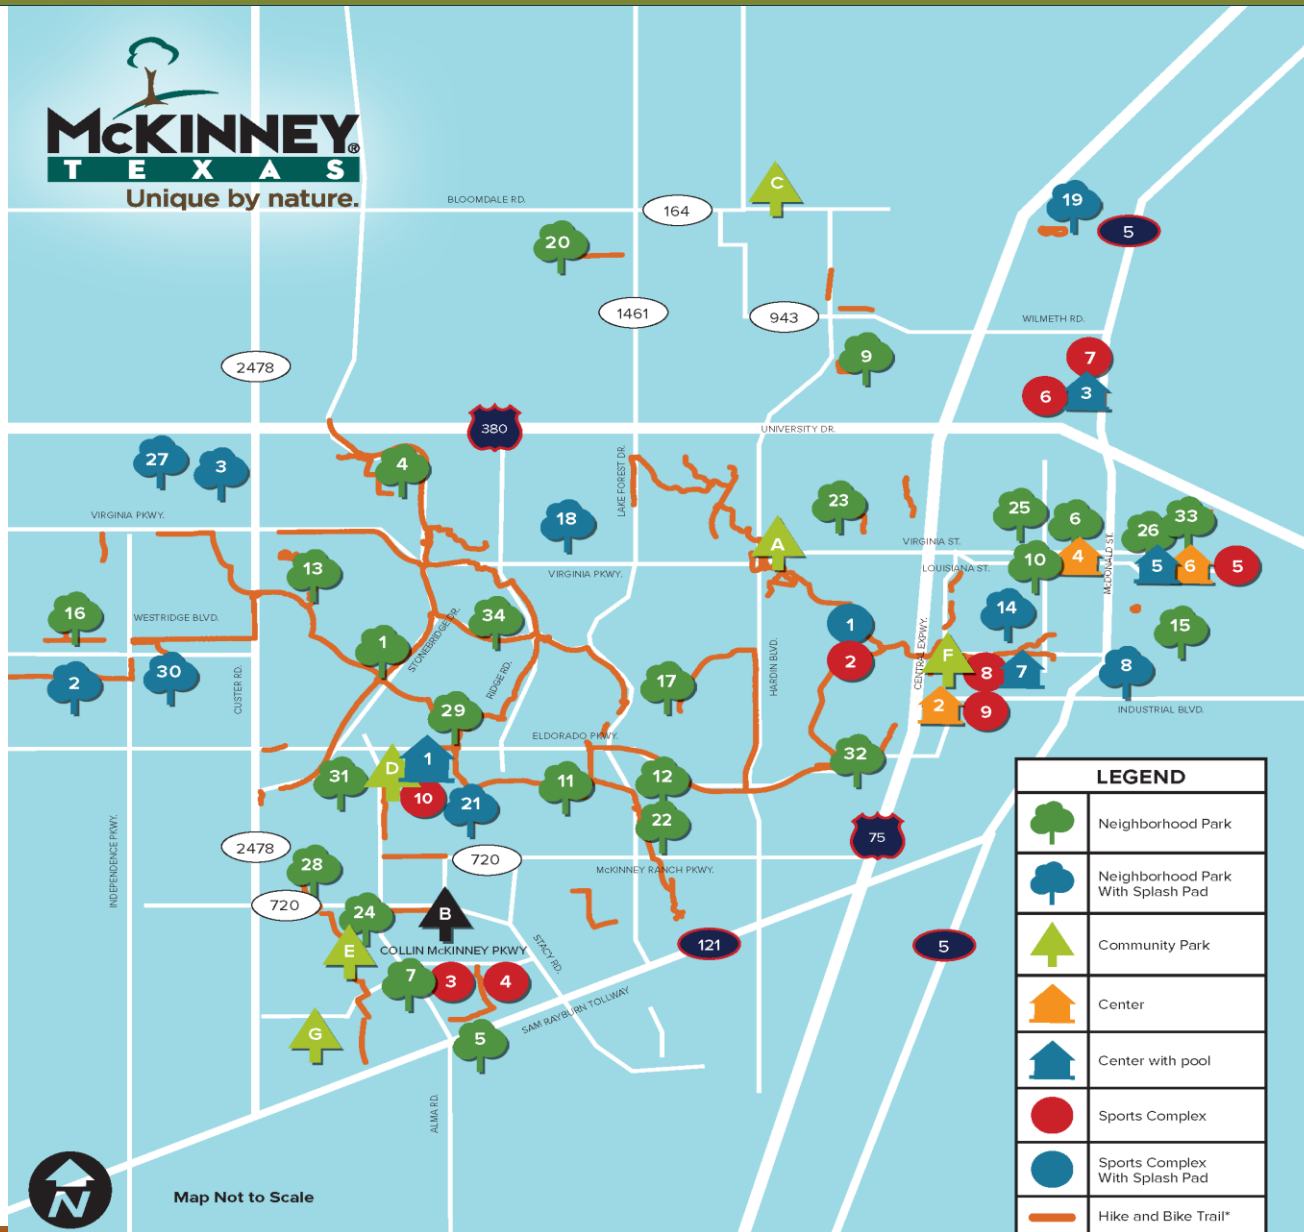 McKINNEY®
TEXAS
Unique by nature.
BLOOMDALE RD.
164
C
19
5
20
1461
943
WILMETH RD.
2478
9
7
6
3
380
UNIVERSITY DR.
27
3
4
LAKE FOREST DR.
18
23
25
6
26
33
VIRGINIA PKWY.
A
VIRGINIA ST.
4
McDONALD ST.
13
VIRGINIA PKWY.
LOUISIANA ST.
10
5
6
5
16
WESTRIDGE BLVD.
34
1
14
15
1
STONEBRIDGE DR.
2
CENTRAL EXPWY.
F
8
7
8
2
30
CUSTER RD.
RIDGE RD.
17
HARDIN BLVD.
29
2
9
INDUSTRIAL BLVD.
ELDORADO PKWY.
D
1
31
10
21
11
12
32
22
75
INDEPENDENCE PKWY.
2478
28
720
McKINNEY RANCH PKWY.
720
24
B
E
COLLIN McKINNEY PKWY
STACY RD.
121
5
7
3
4
SAM RAYBURN TOLLWAY
G
5
ALMA RD.
N
Map Not to Scale
LEGEND
Neighborhood Park
Neighborhood Park
With Splash Pad
Community Park
Center
Center with pool
Sports Complex
Sports Complex
With Splash Pad
Hike and Bike Trail*